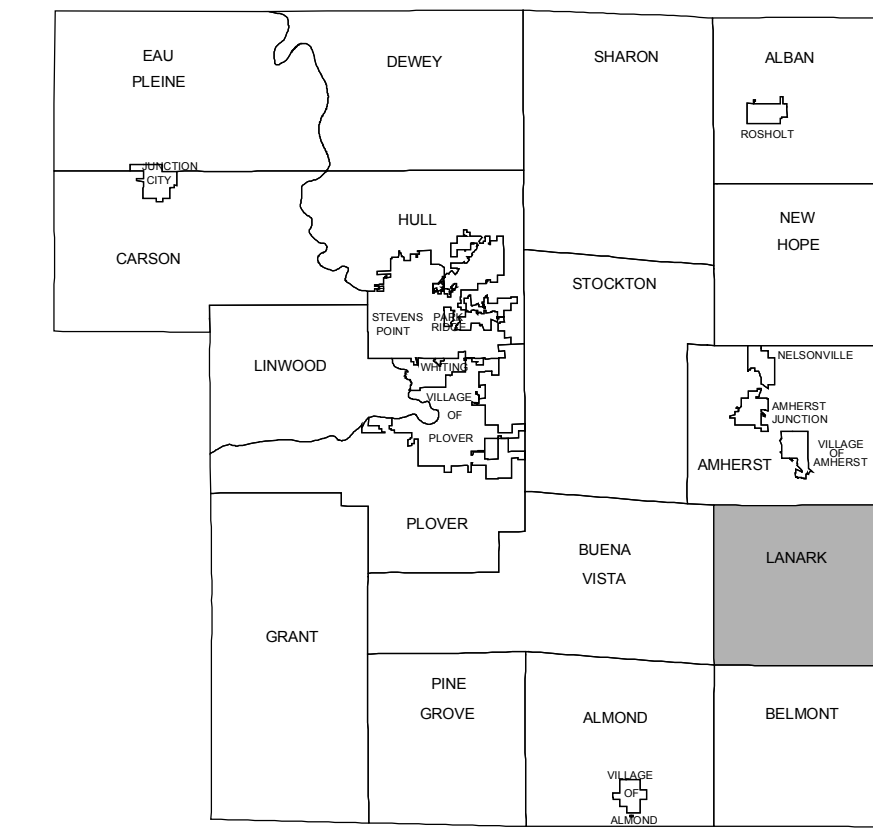 EAU
PLEINE
DEWEY
SHARON
ALBAN
ROSHOLT
JUNCTION
CITY
HULL
NEW
HOPE
CARSON
STOCKTON
STEVENS
POINT
PARK
RIDGE
LINWOOD
WHITING
NELSONVILLE
VILLAGE
OF
PLOVER
AMHERST
JUNCTION
VILLAGE
OF
AMHERST
AMHERST
PLOVER
BUENA
VISTA
LANARK
GRANT
PINE
GROVE
ALMOND
BELMONT
VILLAGE
OF
ALMOND